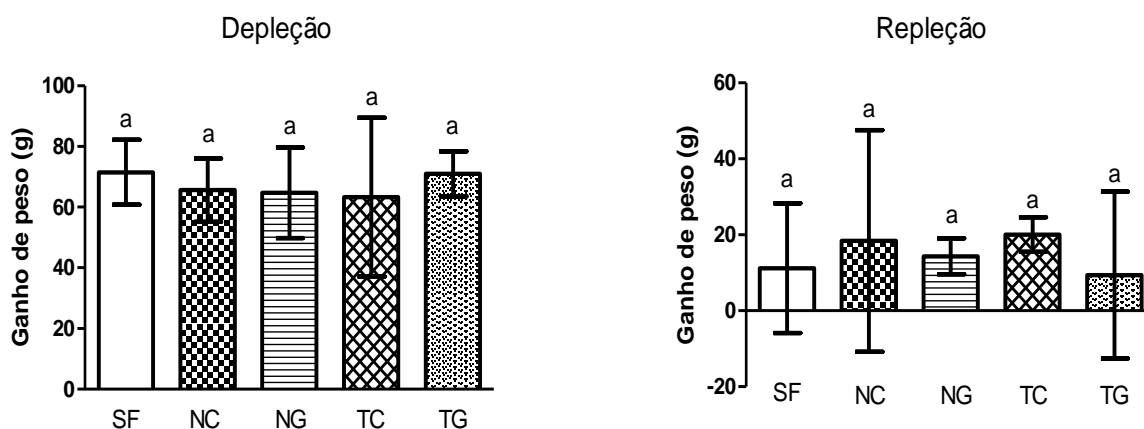 Depleção
Ganho de peso (g)
100
80
60
40
20
0
a a a a a
SF NC NG TC TG
Repleção
Ganho de peso (g)
60
40
20
0
-20
a a a a a
SF NC NG TC TG